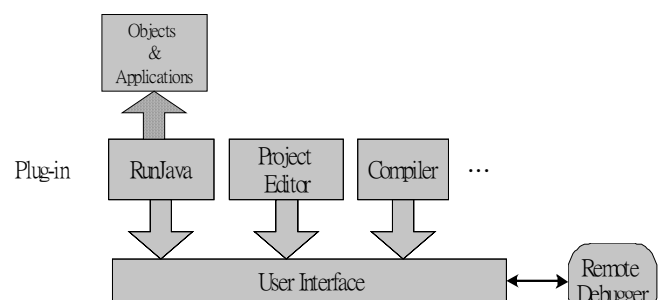 Objects
&
Applications
Plug-in
RunJava
Project
Editor
Compiler
...
User Interface
Remote
Debugger